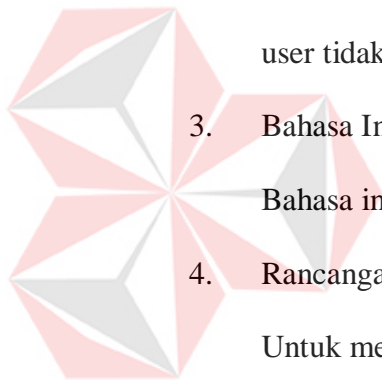 user tidak
3. Bahasa In
Bahasa in
4. Rancanga
Untuk me